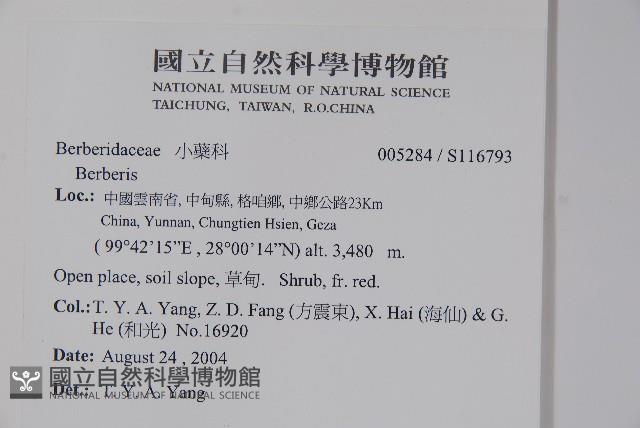 國立自然科學博物館
NATIONAL MUSEUM OF NATURAL SCIENCE
TAICHUNG, TAIWAN, R.O.CHINA
Berberidaceae 小蘗科 005284 / S116793
Berberis
Loc.: 中國雲南省, 中甸縣, 格咱鄉, 中鄉公路23Km
China, Yunnan, Chungtien Hsien, Geza
( 99°42'15”E , 28°00'14”N) alt. 3,480 m.
Open place, soil slope, 草甸. Shrub, fr. red.
Col.: T. Y. A. Yang, Z. D. Fang (方震東), X. Hai (海仙) & G.
He (和光) No.16920
Date: August 24 , 2004
Det.: T. Y. A. Yang
國立自然科學博物館
NATIONAL MUSEUM OF NATURAL SCIENCE